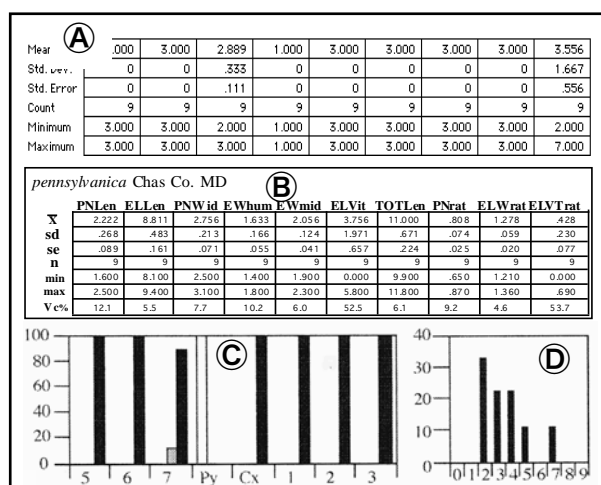 Ⓐ
Mear .000 3.000 2.889 1.000 3.000 3.000 3.000 3.556
Std. Dev. 0 0 .333 0 0 0 0 1.667
Std. Error 0 0 .111 0 0 0 0 .556
Count 9 9 9 9 9 9 9 9
Minimum 3.000 3.000 2.000 1.000 3.000 3.000 3.000 2.000
Maximum 3.000 3.000 3.000 1.000 3.000 3.000 3.000 7.000
pennsylvanica Chas Co. MD Ⓑ
PNLen ELLen PNWid EWhum EWmid ELVit TOTLen PNrat ELWrat ELVTrat
X̄ 2.222 8.811 2.756 1.633 2.056 3.756 11.000 .808 1.278 .428
sd .268 .483 .213 .166 .124 1.971 .671 .074 .059 .230
se .089 .161 .071 .055 .041 .657 .224 .025 .020 .077
n 9 9 9 9 9 9 9 9 9 9
min 1.600 8.100 2.500 1.400 1.900 0.000 9.900 .650 1.210 0.000
max 2.500 9.400 3.100 1.800 2.300 5.800 11.800 .870 1.360 .690
Vc% 12.1 5.5 7.7 10.2 6.0 52.5 6.1 9.2 4.6 53.7
Ⓒ
100
80
60
40
20
0
5 6 7 Py Cx 1 2 3
Ⓓ
40
30
20
10
0
0 1 2 3 4 5 6 7 8 9